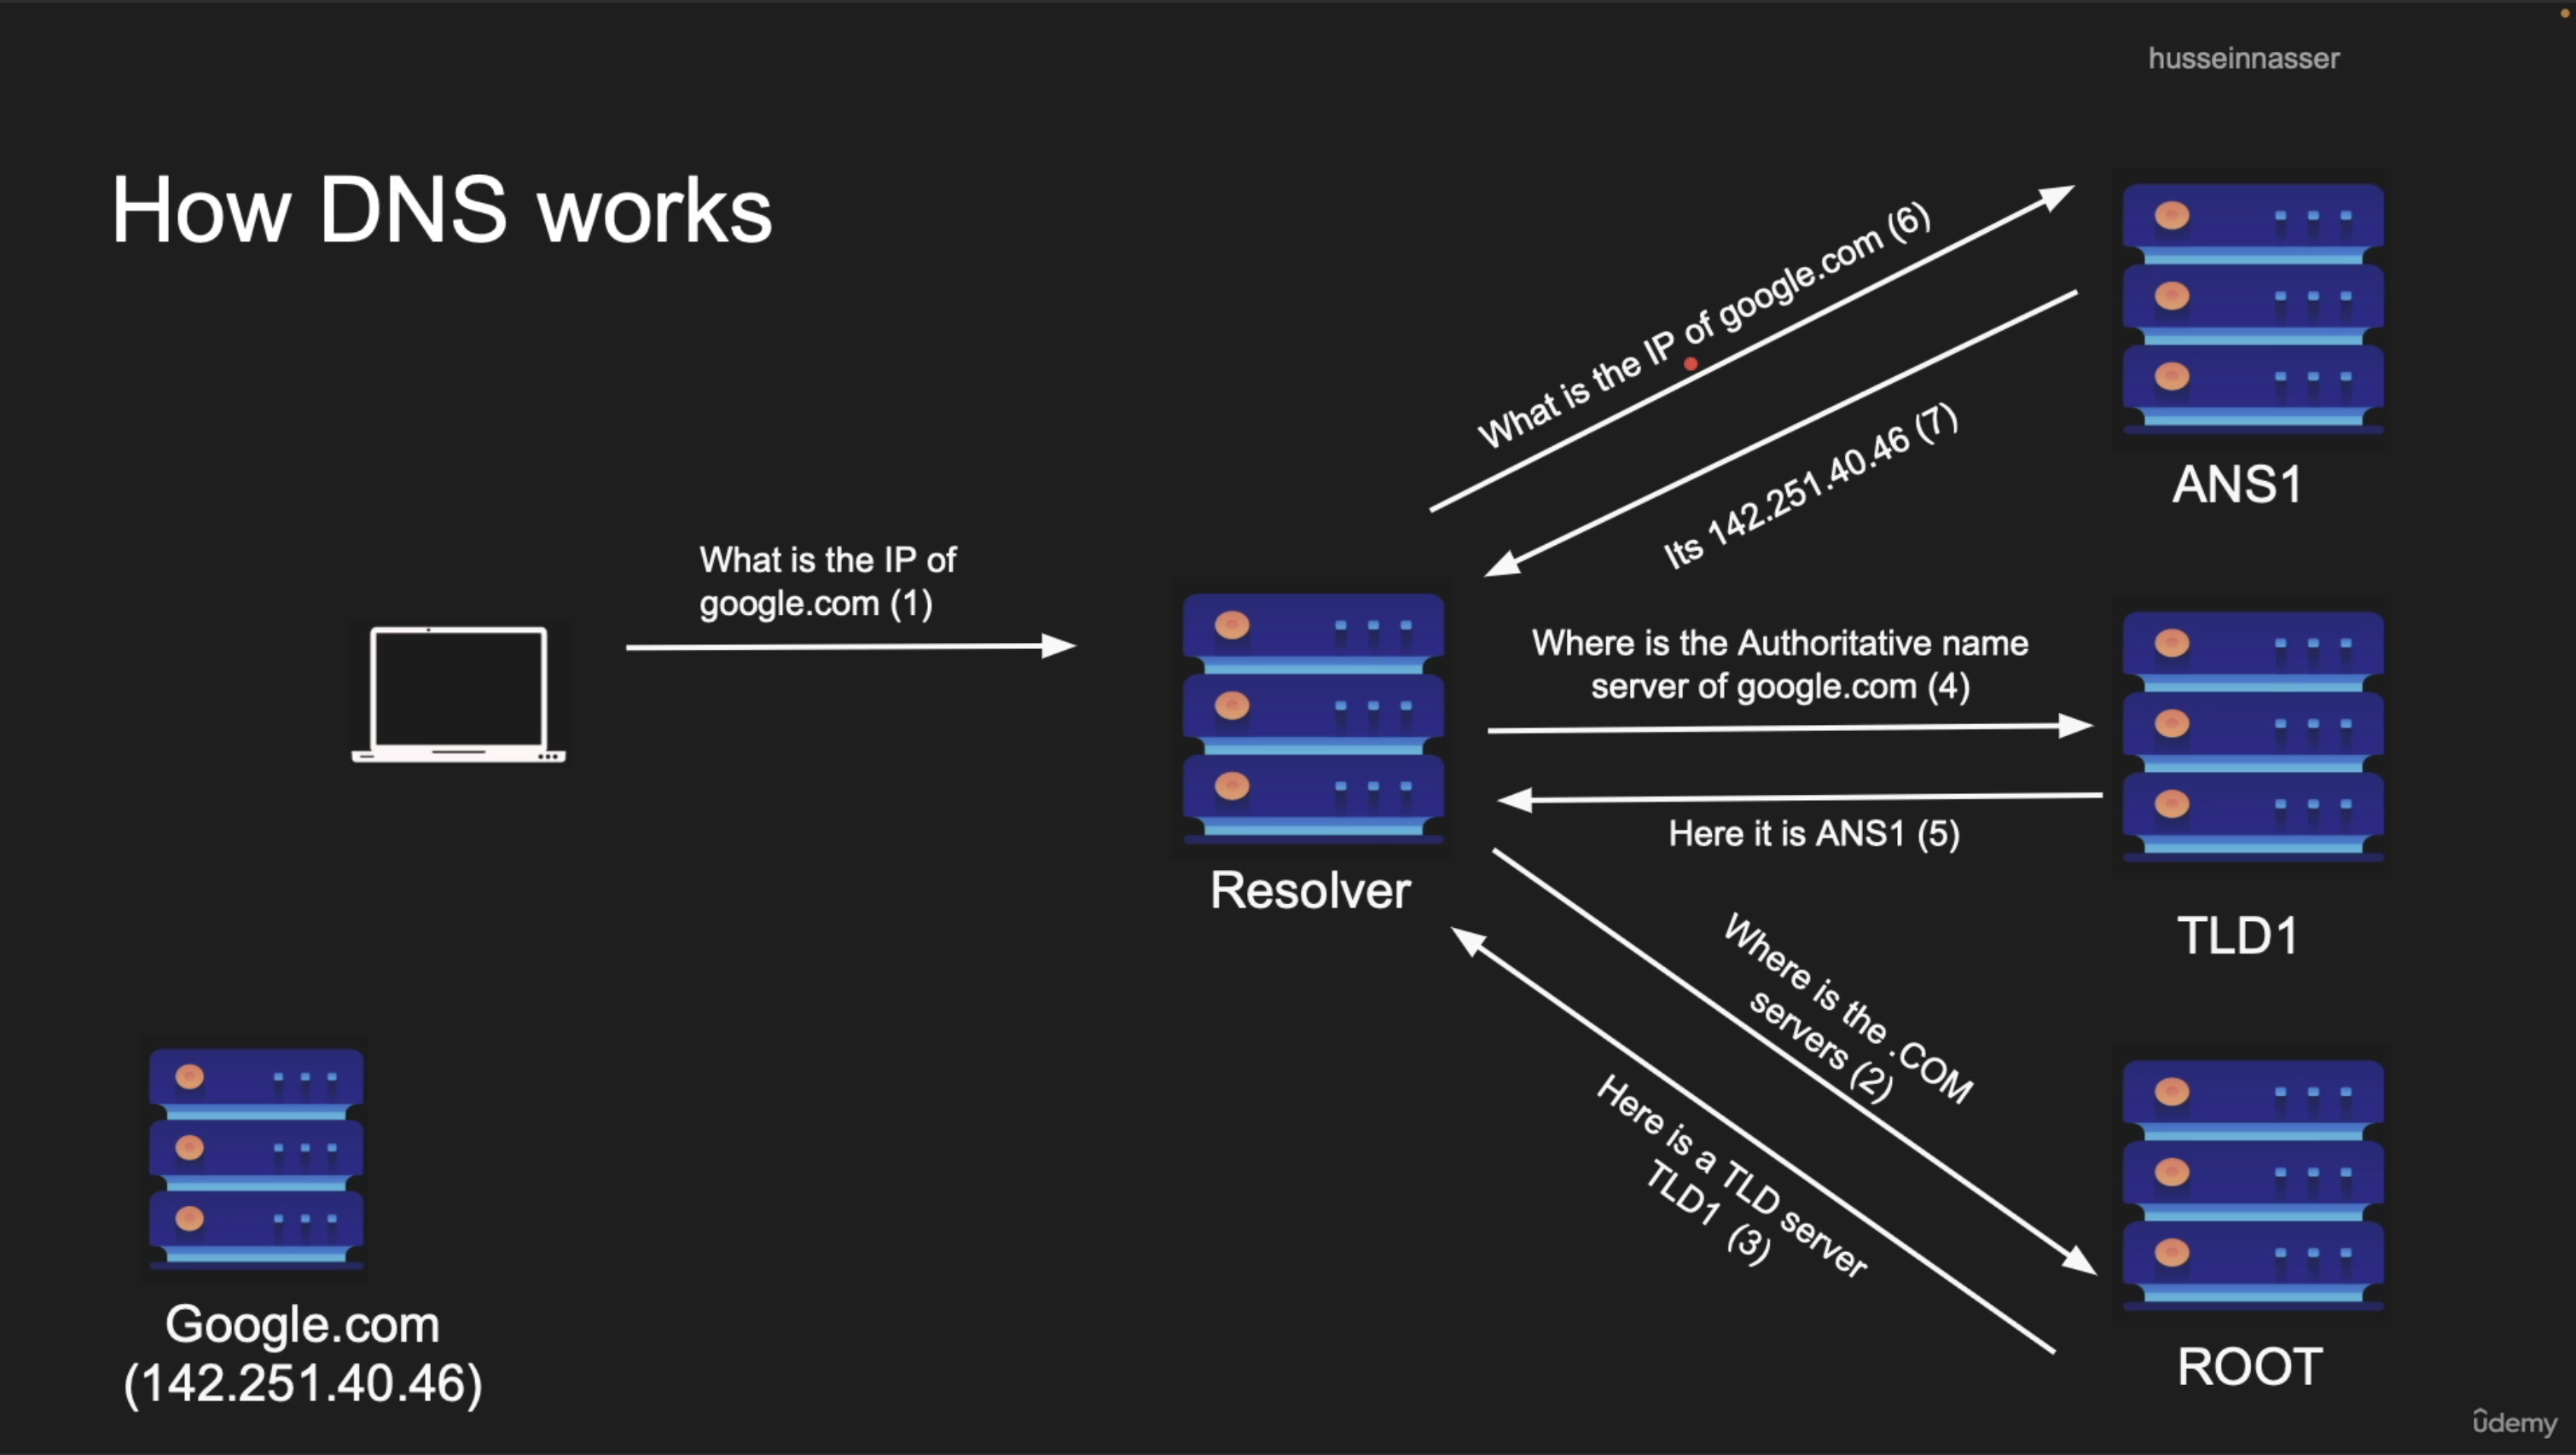 husseinnasser
How DNS works
What is the IP of google.com (6)
Its 142.251.40.46 (7)
ANS1
What is the IP of
google.com (1)
Where is the Authoritative name
server of google.com (4)
Here it is ANS1 (5)
Resolver
TLD1
Where is the .COM
servers (2)
Here is a TLD server
TLD1 (3)
Google.com
(142.251.40.46)
ROOT
ûdemy